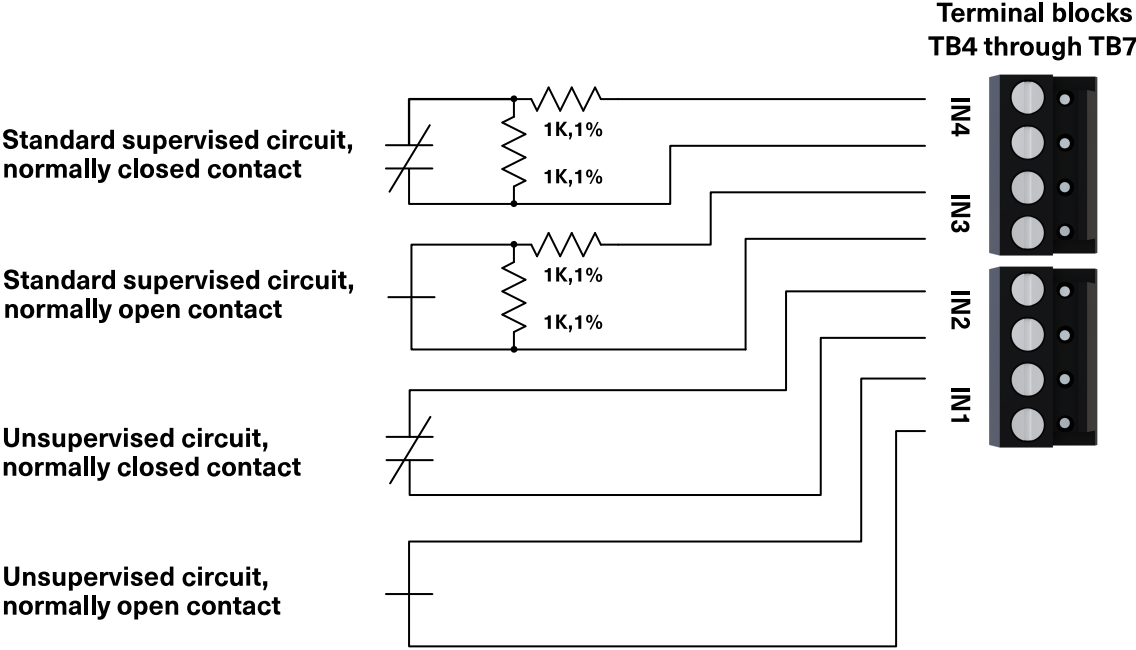 Terminal blocks
TB4 through TB7
Standard supervised circuit,
normally closed contact
1K,1%
1K,1%
IN4
IN3
Standard supervised circuit,
normally open contact
1K,1%
1K,1%
IN2
IN1
Unsupervised circuit,
normally closed contact
Unsupervised circuit,
normally open contact